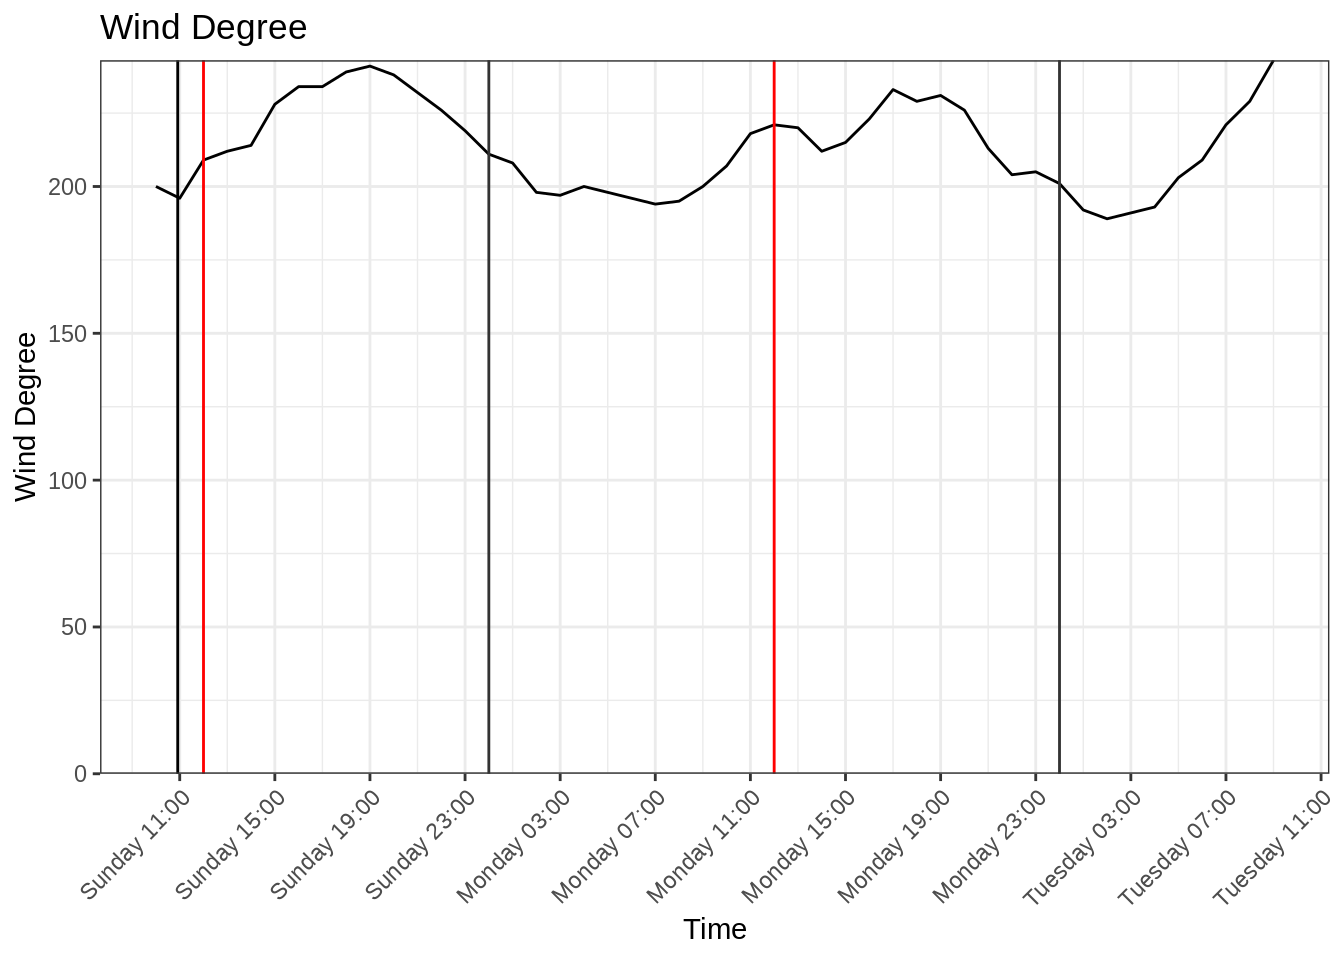 Wind Degree
Wind Degree
200
150
100
50
0
Sunday 11:00
Sunday 15:00
Sunday 19:00
Sunday 23:00
Monday 03:00
Monday 07:00
Monday 11:00
Monday 15:00
Monday 19:00
Monday 23:00
Tuesday 03:00
Tuesday 07:00
Tuesday 11:00
Time